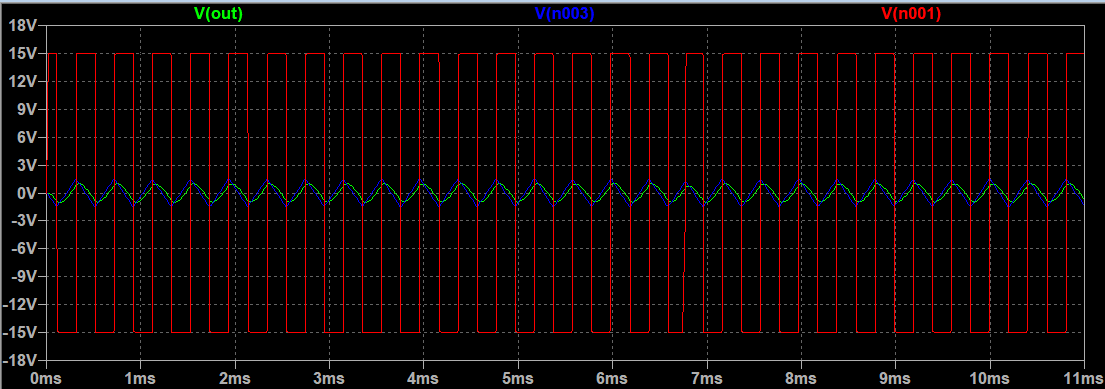 V(out) V(n003) V(n001)
18V
15V
12V
9V
6V
3V
0V
-3V
-6V
-9V
-12V
-15V
-18V
0ms 1ms 2ms 3ms 4ms 5ms 6ms 7ms 8ms 9ms 10ms 11ms